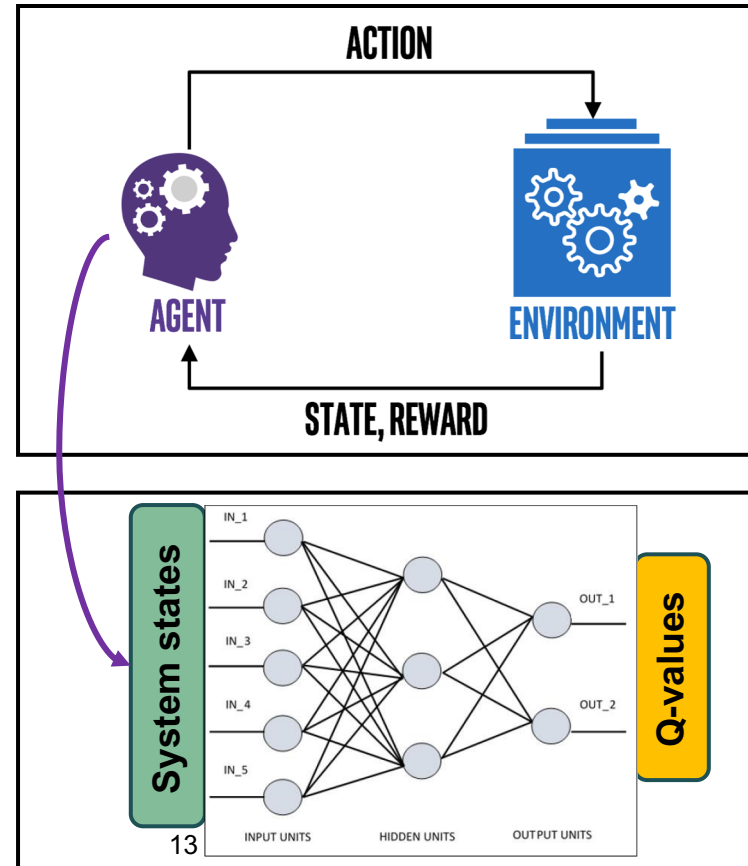 ACTION
AGENT
ENVIRONMENT
STATE, REWARD
System states
IN_1
IN_2
IN_3
IN_4
IN_5
OUT_1
OUT_2
Q-values
INPUT UNITS
HIDDEN UNITS
OUTPUT UNITS
13